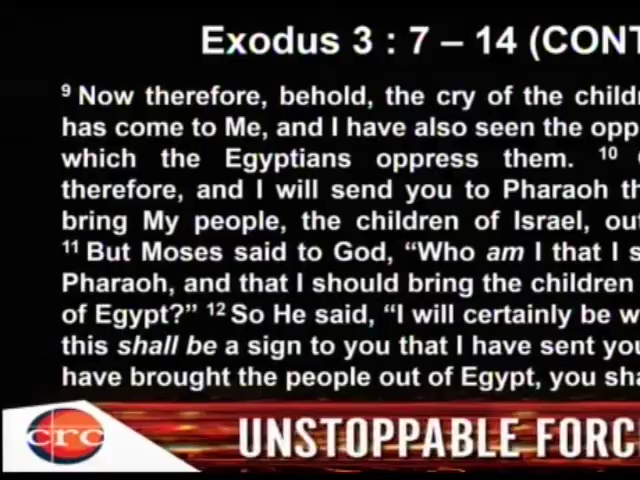 Exodus 3 : 7 – 14 (CONT
⁹ Now therefore, behold, the cry of the child
has come to Me, and I have also seen the opp
which the Egyptians oppress them. ¹⁰
therefore, and I will send you to Pharaoh th
bring My people, the children of Israel, out
¹¹ But Moses said to God, “Who am I that I s
Pharaoh, and that I should bring the children
of Egypt?” ¹² So He said, “I will certainly be w
this shall be a sign to you that I have sent you
have brought the people out of Egypt, you sha
crc
UNSTOPPABLE FORC